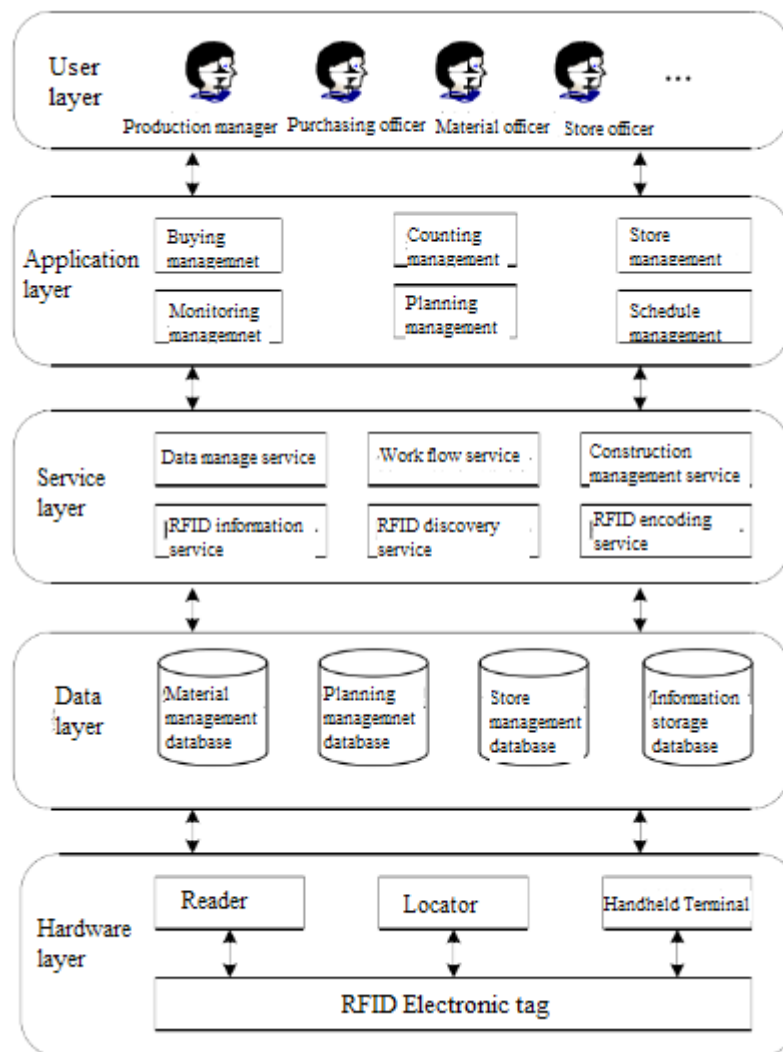 User
layer
Production manager
Purchasing officer
Material officer
Store officer
...
Application
layer
Buying
managemnet
Counting
management
Store
management
Monitoring
managemnet
Planning
management
Schedule
management
Service
layer
Data manage service
Work flow service
Construction
management service
RFID information
service
RFID discovery
service
RFID encoding
service
Data
layer
Material
management
database
Planning
managemnet
database
Store
management
database
Information
storage
database
Hardware
layer
Reader
Locator
Handheld Terminal
RFID Electronic tag